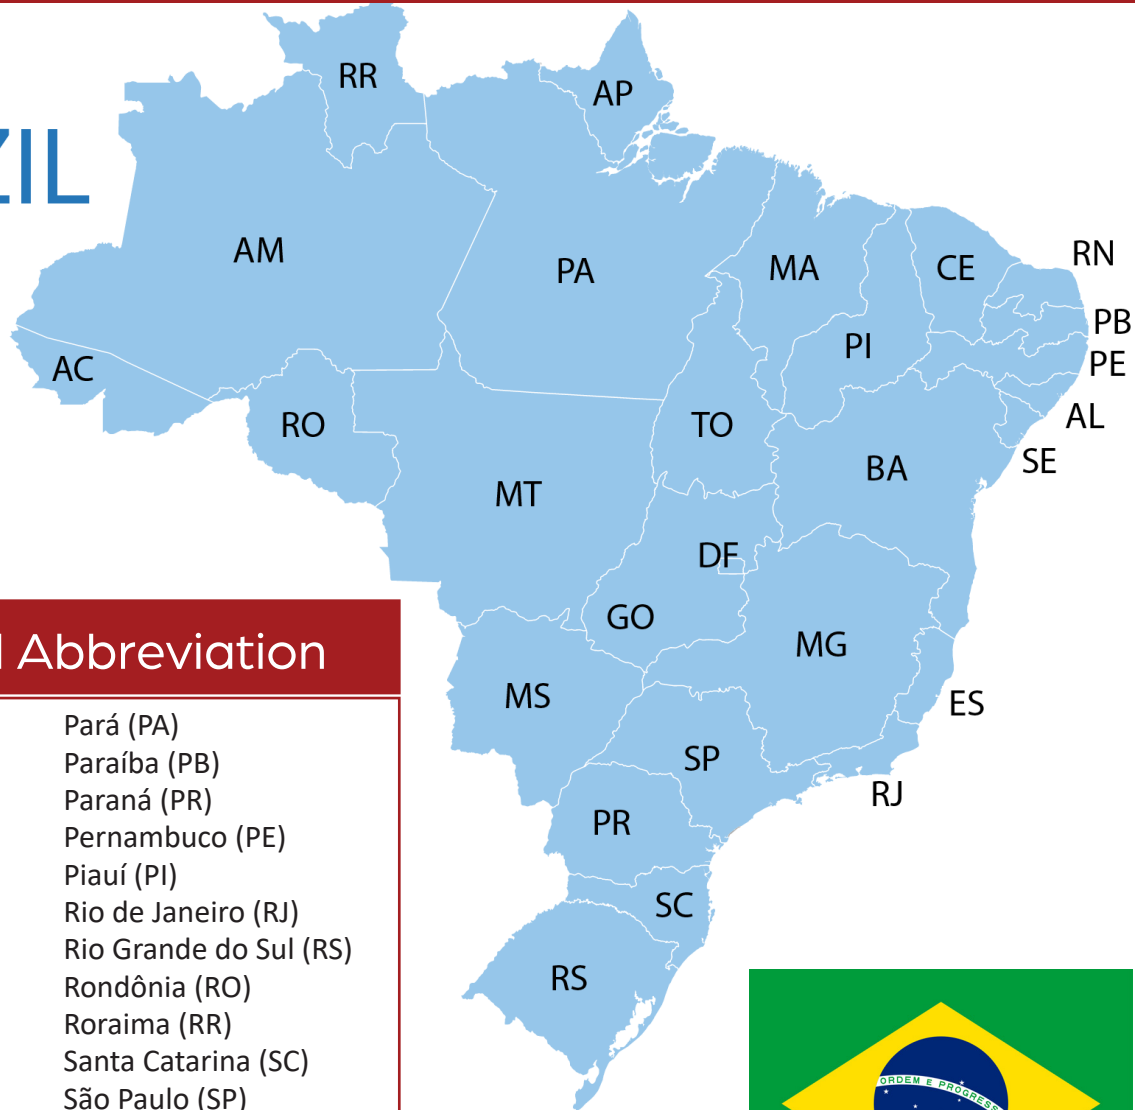 ZIL
RR
AP
AM
PA
MA
CE
RN
PB
PI
PE
AC
AL
RO
TO
SE
BA
MT
DF
GO
MG
MS
ES
SP
RJ
PR
SC
RS
Abbreviation
Pará (PA)
Paraíba (PB)
Paraná (PR)
Pernambuco (PE)
Piauí (PI)
Rio de Janeiro (RJ)
Rio Grande do Sul (RS)
Rondônia (RO)
Roraima (RR)
Santa Catarina (SC)
São Paulo (SP)
ORDEM E PROGRESS